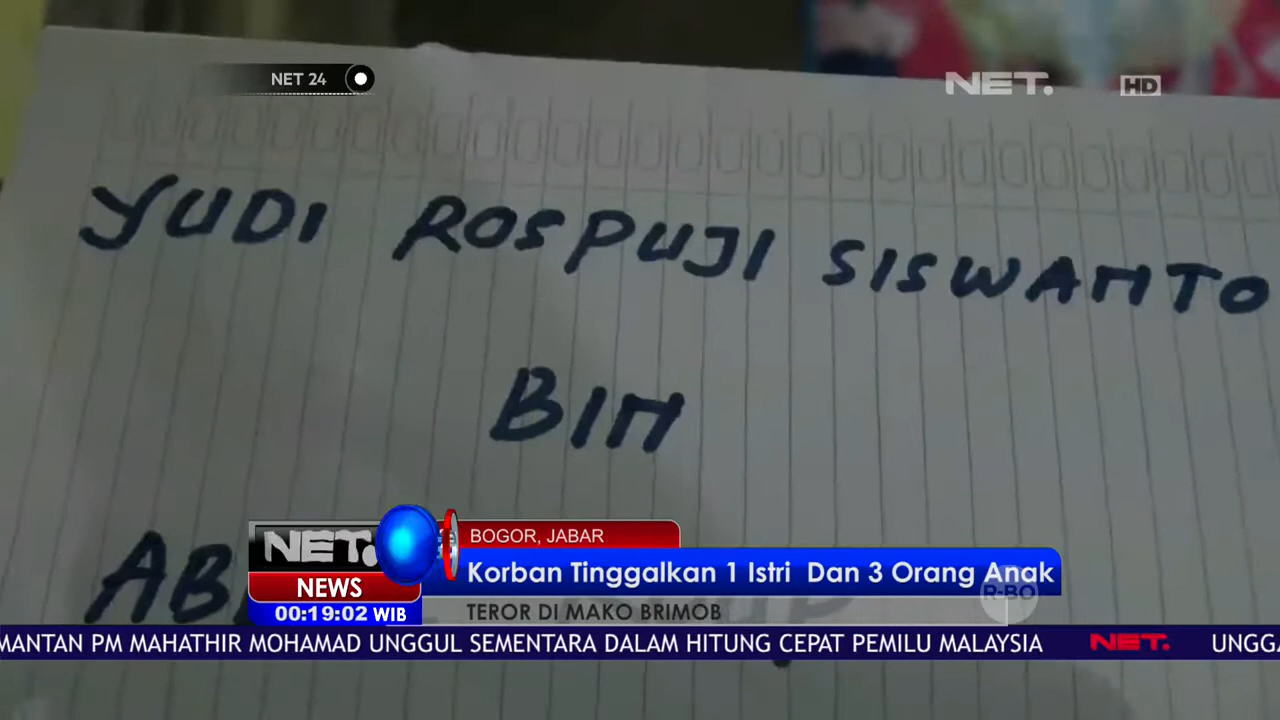 NET 24
NET.
HD
YUDI ROSPUJI SISWANTO
BIN
NET.
NEWS
00:19:02 WIB
BOGOR, JABAR
Korban Tinggalkan 1 Istri Dan 3 Orang Anak
R-BO
TEROR DI MAKO BRIMOB
MANTAN PM MAHATHIR MOHAMAD UNGGUL SEMENTARA DALAM HITUNG CEPAT PEMILU MALAYSIA NET.